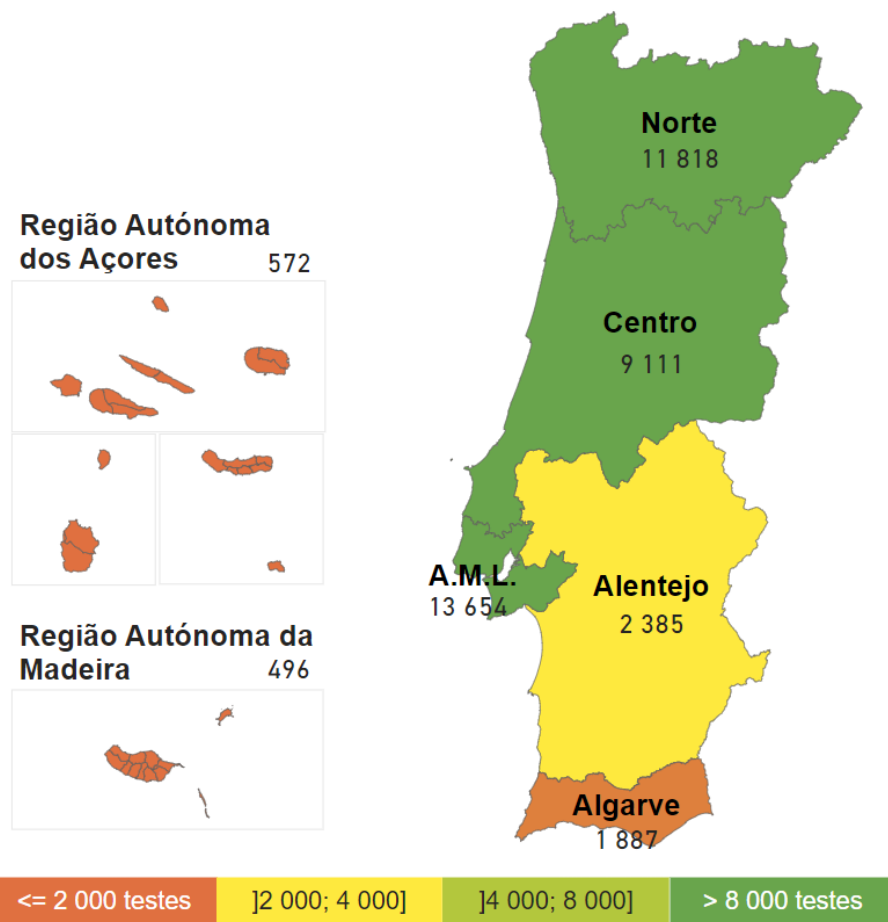 Norte
11 818
Região Autónoma
dos Açores 572
Centro
9 111
A.M.L.
13 654
Alentejo
2 385
Região Autónoma da
Madeira 496
Algarve
1 887
<= 2 000 testes ]2 000; 4 000] ]4 000; 8 000] > 8 000 testes